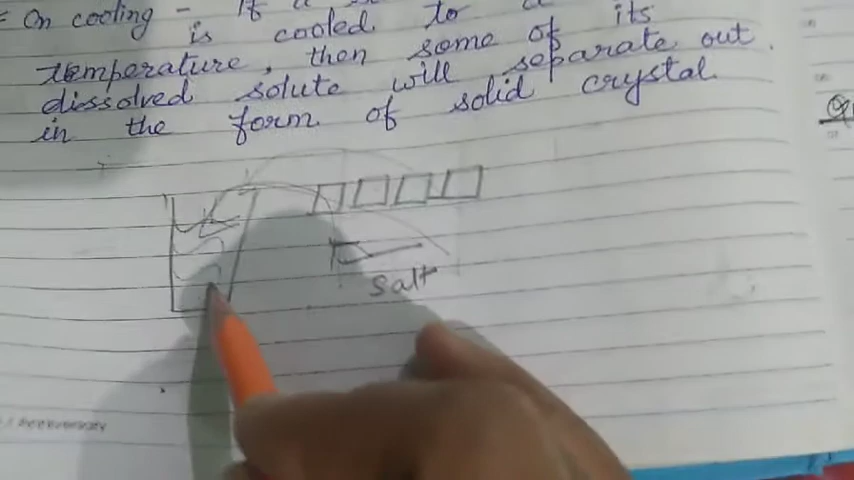 = On cooling - If a
is cooled to
temperature, then some of its
dissolved solute will separate out
in the form of solid crystal
salt